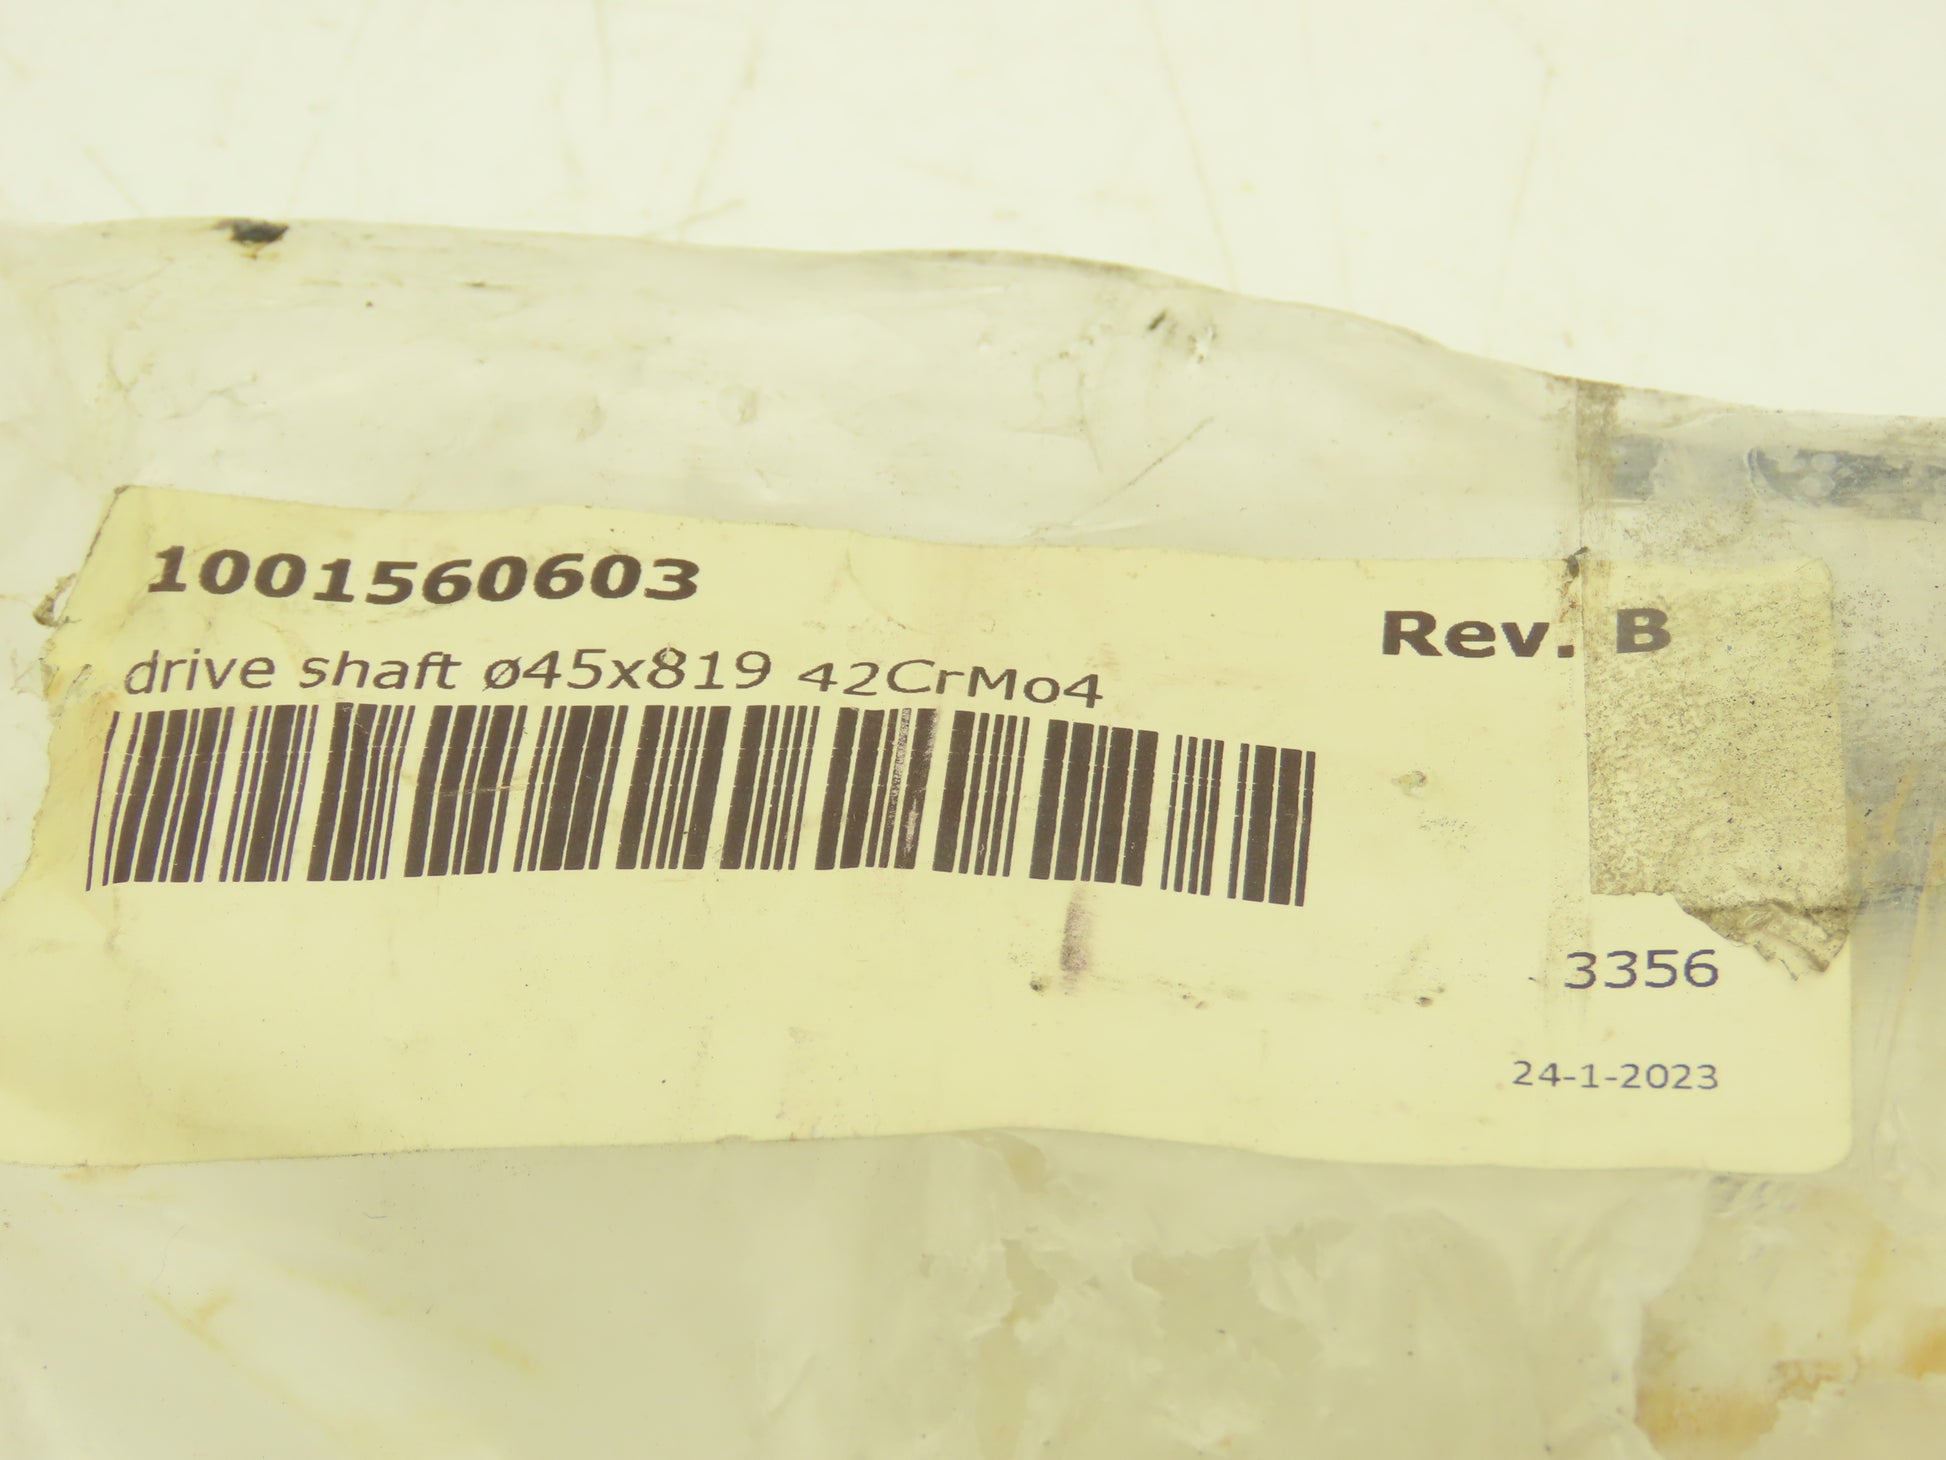 1001560603
Rev. B
drive shaft ø45x819 42CrMo4
3356
24-1-2023